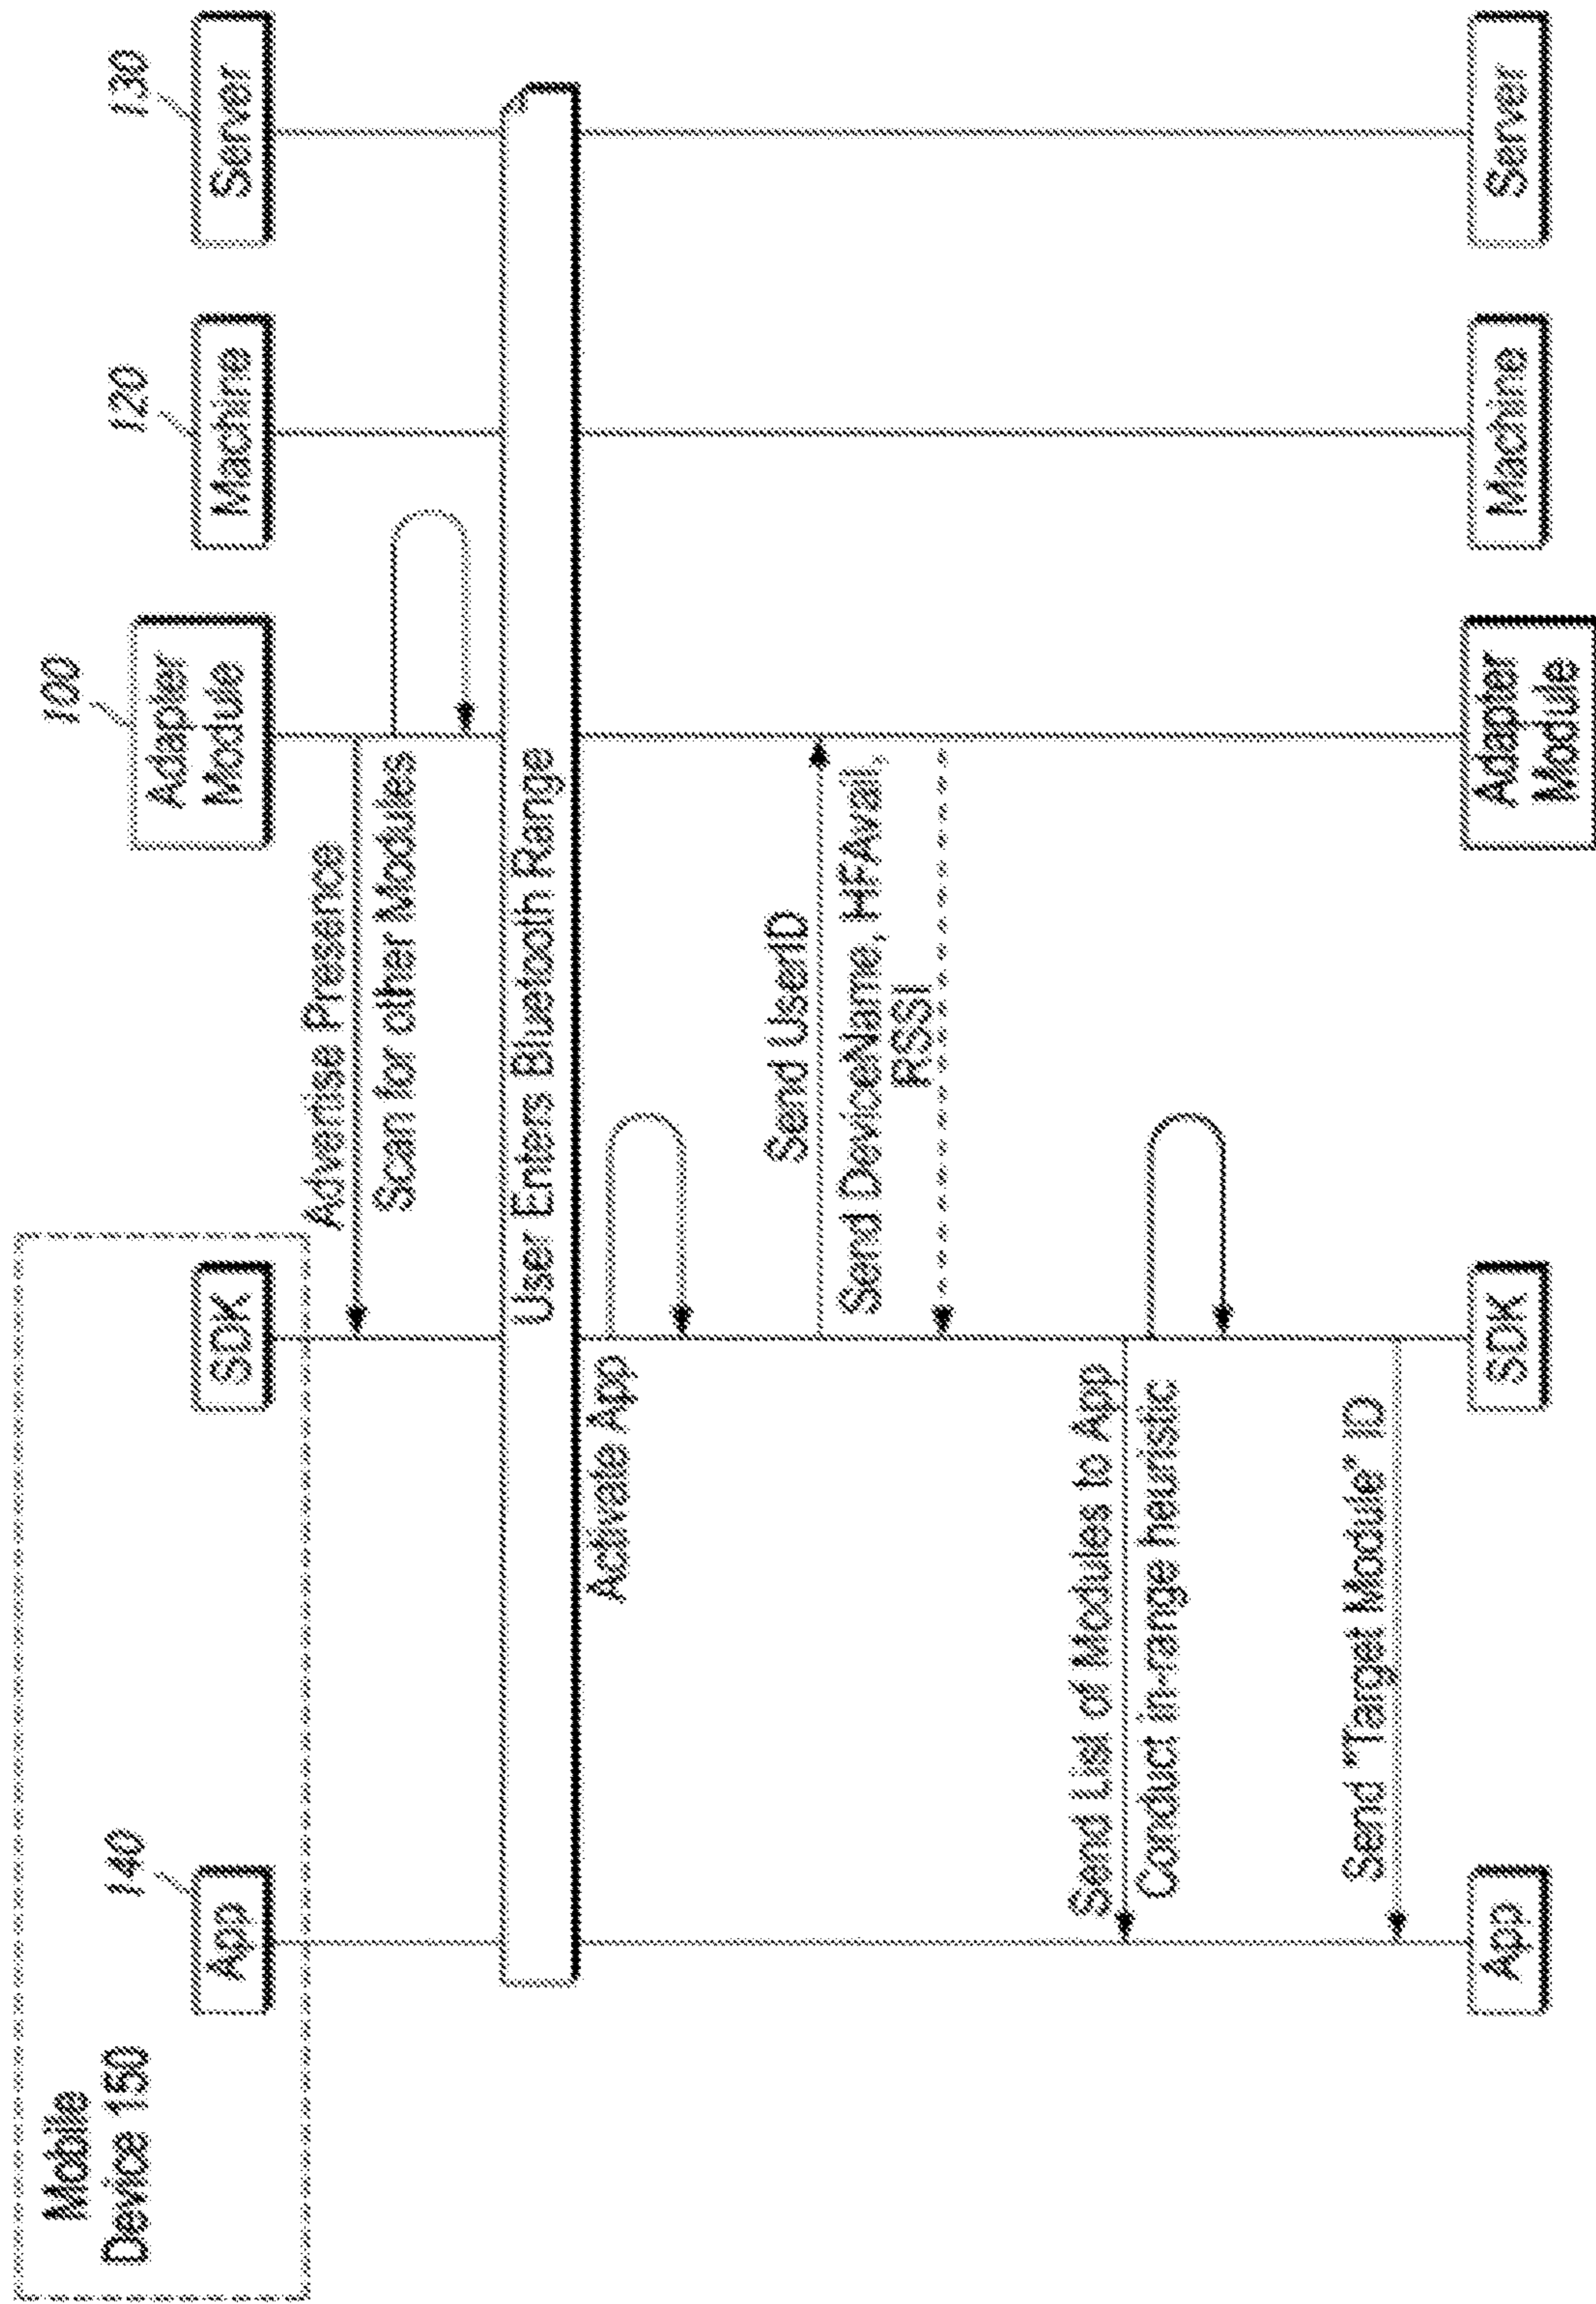 Mobile
Device 150
140
App
SDK
100
Adapter
Module
120
Machine
130
Server
Advertise Presence
Scan for other Modules
User Enters Bluetooth Range
Activate App
Send UserID
Send DeviceName, HFAvail,
RSSI
Send List of Modules to App
Conduct in-range heuristic
Send "Target Module" ID
App
SDK
Adapter
Module
Machine
Server